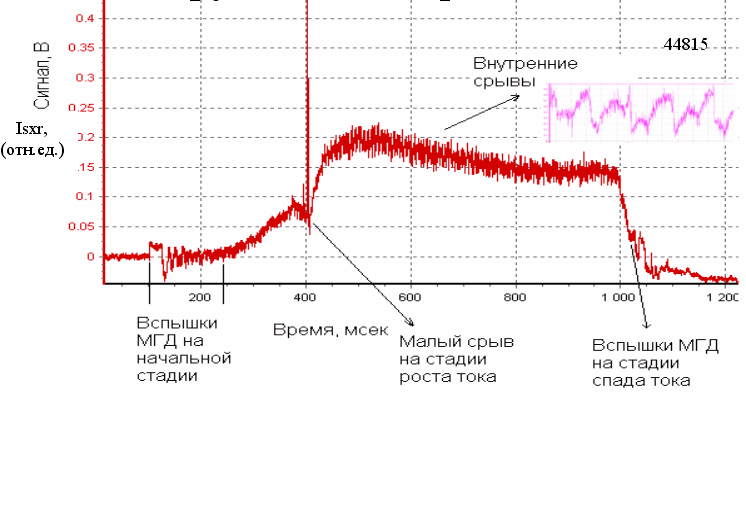 0.4
44815
0.35
Внутренние
срывы
0.3
Сигнал, В
0.25
Isxr,
(отн.ед.)
0.2
.15
0.1
0.05
0
200
400
600
800
1 000
1 200
Вспышки
МГД на
начальной
стадии
Время, мсек
Малый срыв
на стадии
роста тока
Вспышки МГД
на стадии
спада тока